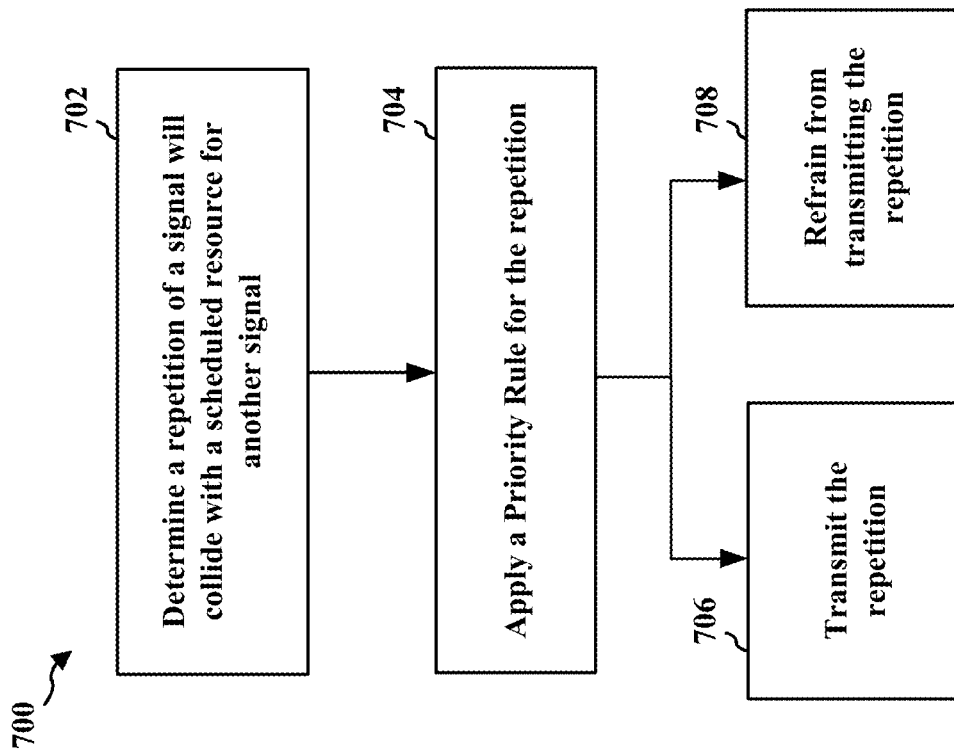 700
702
Determine a repetition of a signal will
collide with a scheduled resource for
another signal
704
Apply a Priority Rule for the repetition
706
Transmit the
repetition
708
Refrain from
transmitting the
repetition